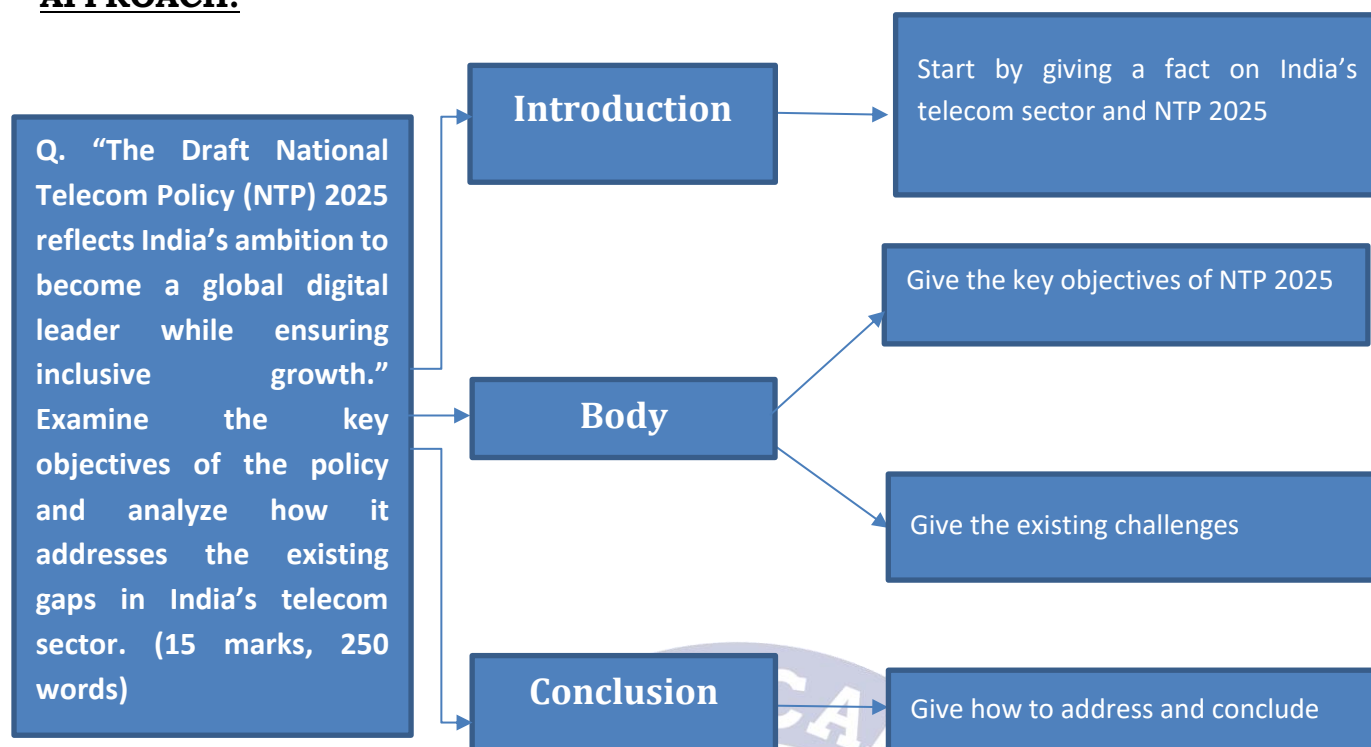 APPROACH:
Q. “The Draft National
Telecom Policy (NTP) 2025
reflects India’s ambition to
become a global digital
leader while ensuring
inclusive growth.”
Examine the key
objectives of the policy
and analyze how it
addresses the existing
gaps in India’s telecom
sector. (15 marks, 250
words)
Introduction
Start by giving a fact on India’s
telecom sector and NTP 2025
Body
Give the key objectives of NTP 2025
Give the existing challenges
Conclusion
Give how to address and conclude